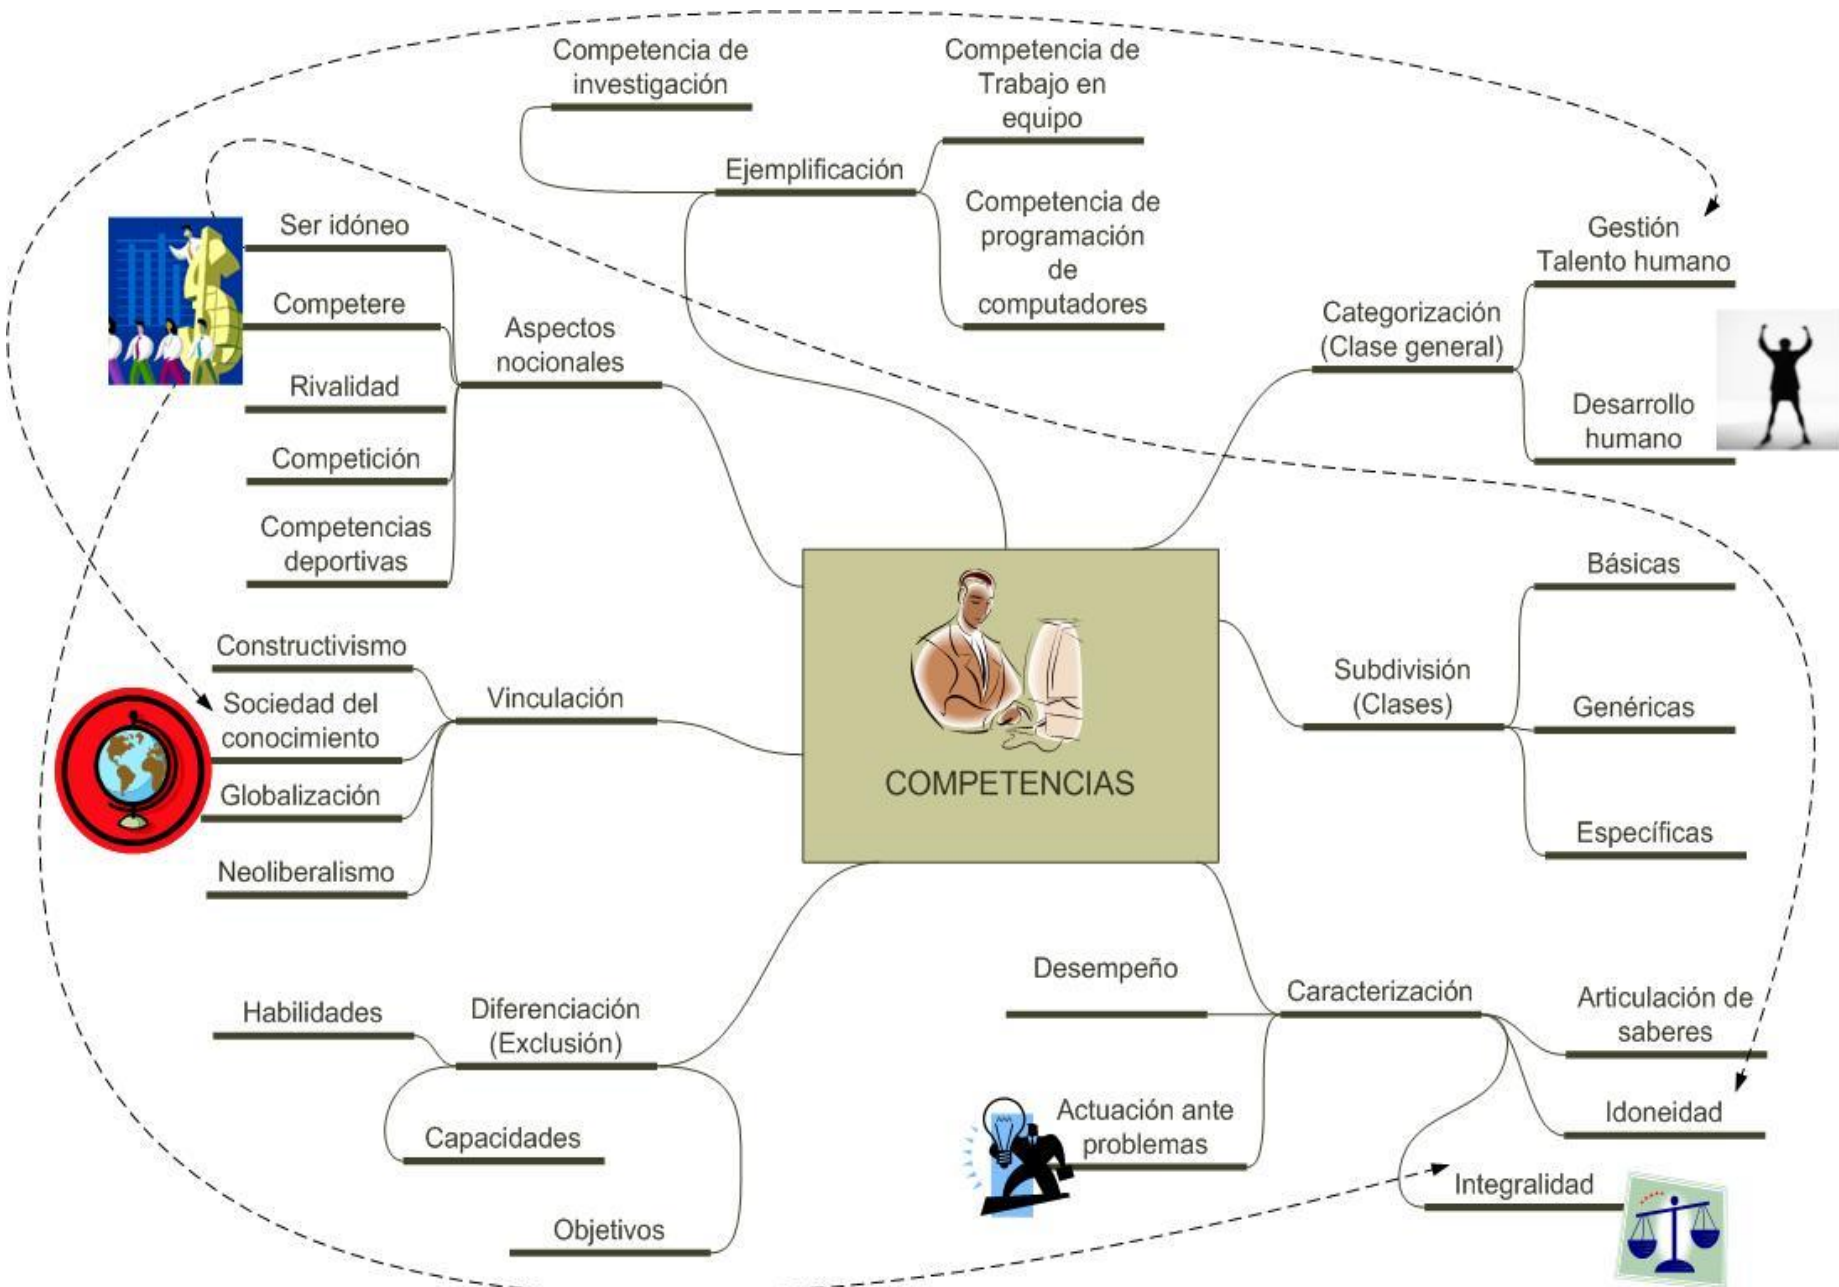 Competencia de
investigación
Competencia de
Trabajo en
equipo
Ejemplificación
Competencia de
programación
de
computadores
Ser idóneo
Competere
Rivalidad
Competición
Competencias
deportivas
Aspectos
nocionales
Gestión
Talento humano
Categorización
(Clase general)
Desarrollo
humano
Constructivismo
Sociedad del
conocimiento
Globalización
Neoliberalismo
Vinculación
COMPETENCIAS
Básicas
Subdivisión
(Clases)
Genéricas
Específicas
Habilidades
Diferenciación
(Exclusión)
Capacidades
Objetivos
Desempeño
Caracterización
Articulación de
saberes
Actuación ante
problemas
Idoneidad
Integralidad